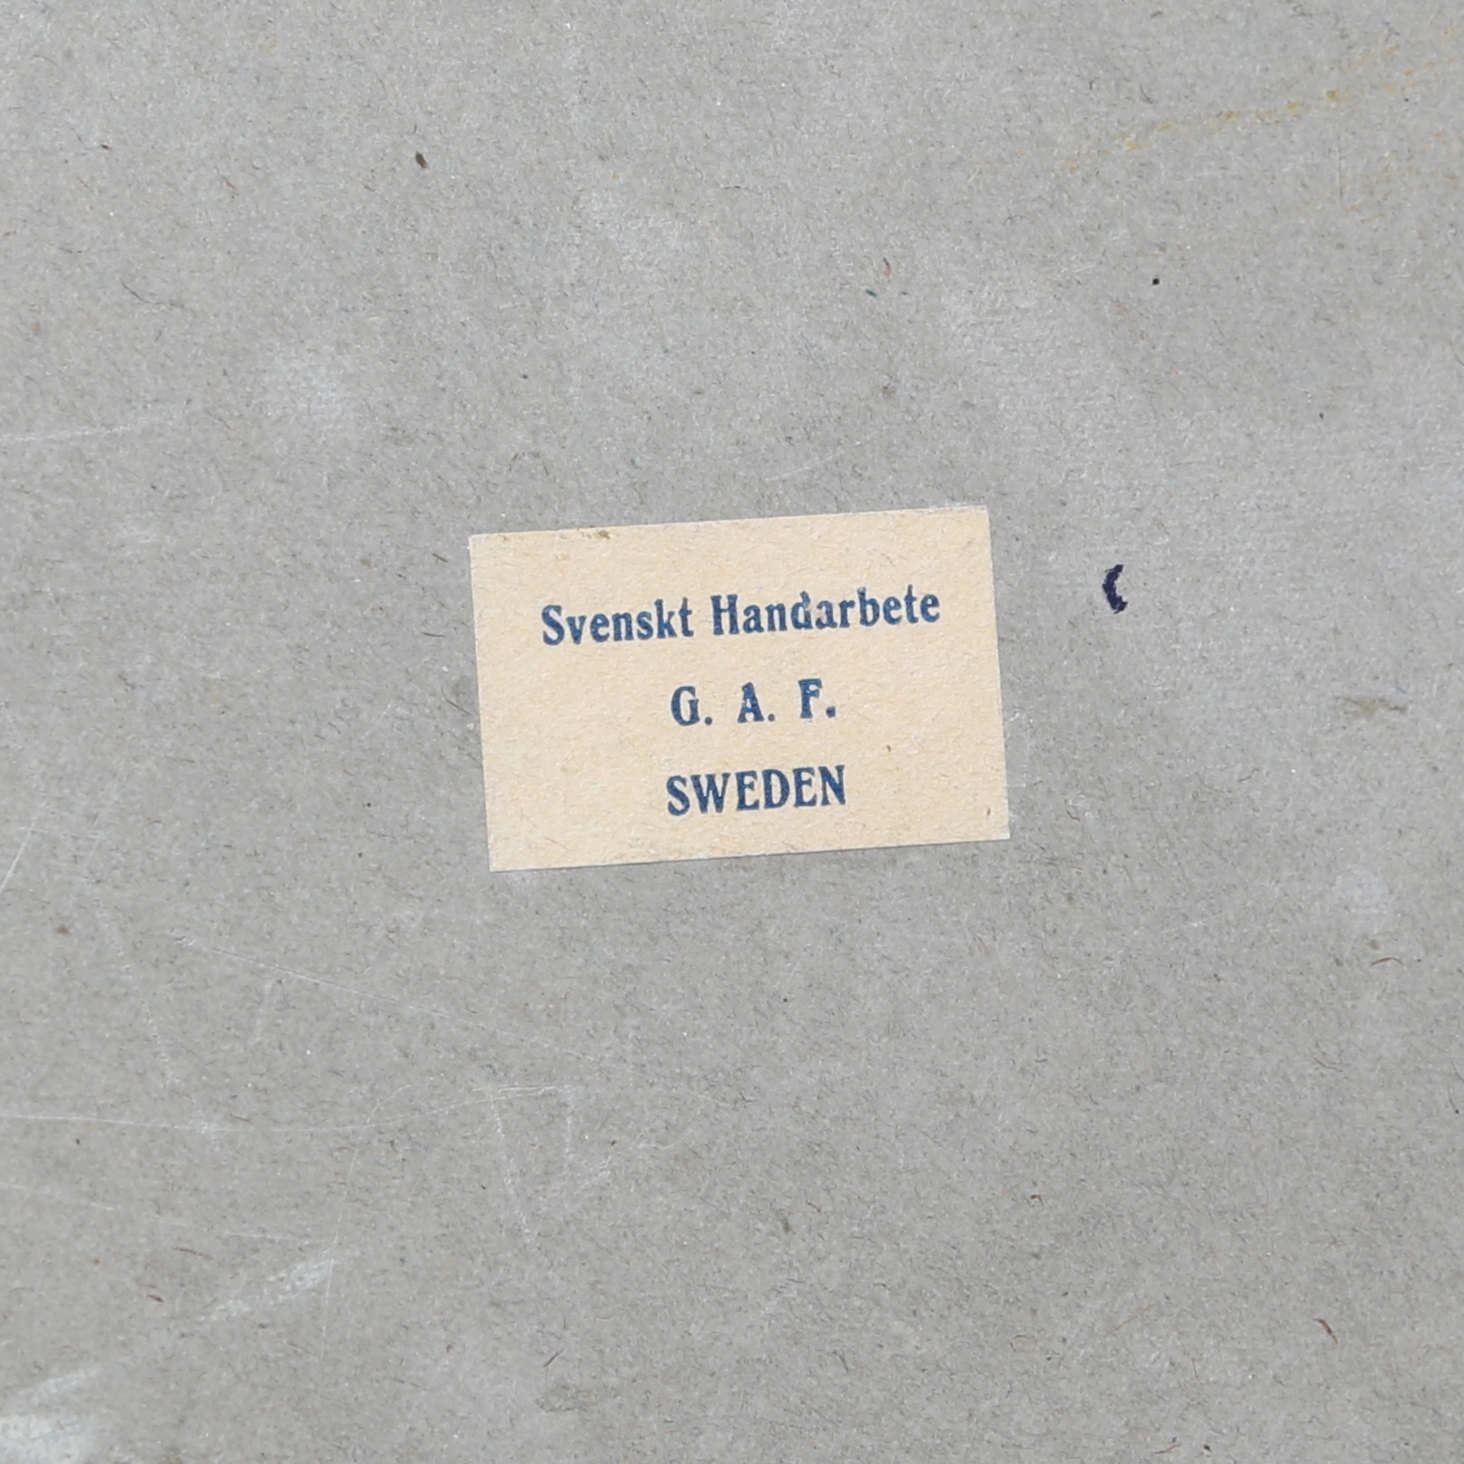 Svenskt Handarbete
G. A. F.
SWEDEN